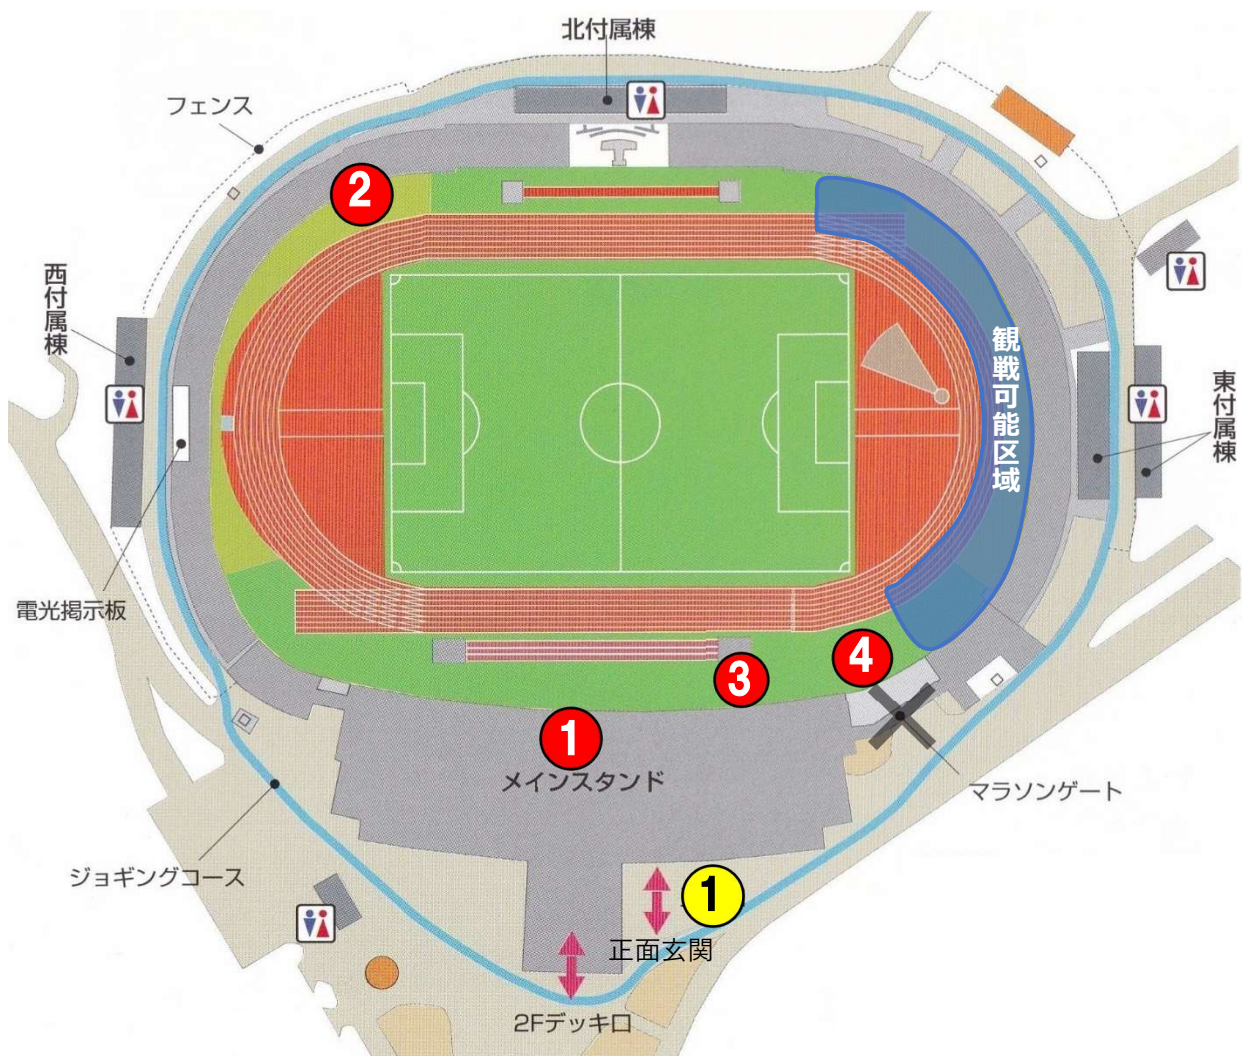 北付属棟
フェンス
2
西付属棟
観戦可能区域
東付属棟
電光掲示板
3
4
1
メインスタンド
マラソンゲート
ジョギングコース
1
正面玄関
2Fデッキ口